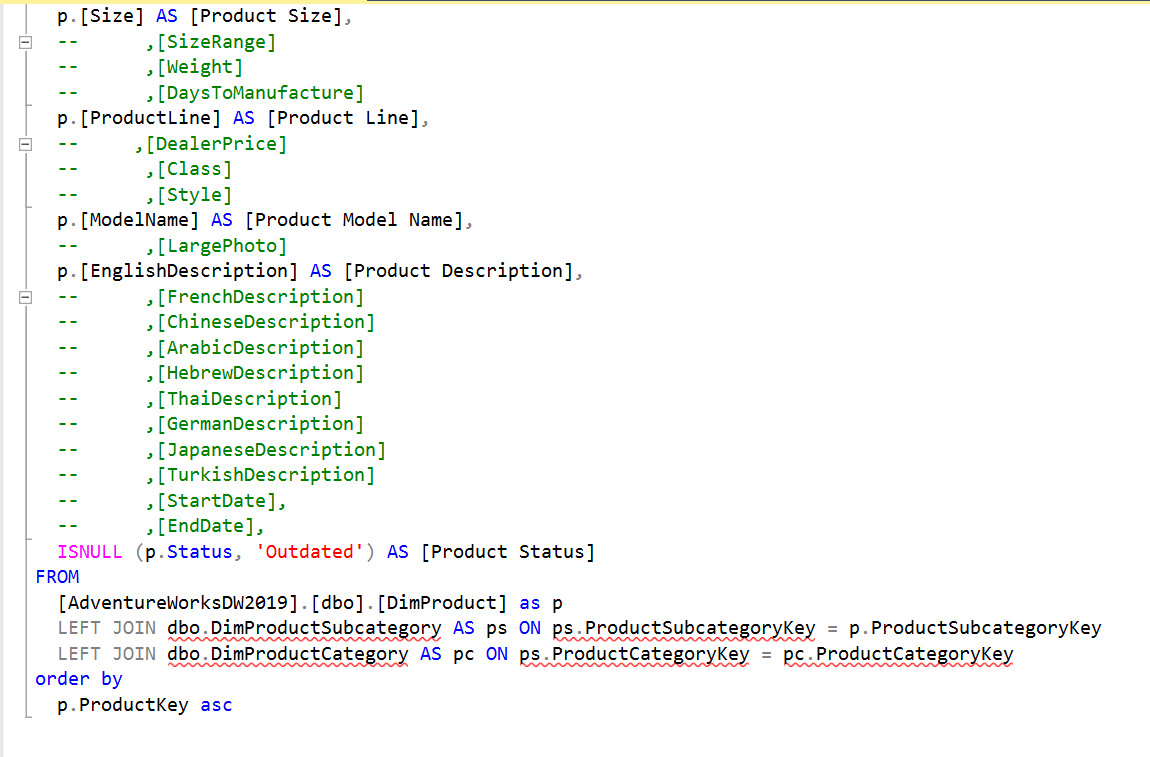 p.[Size] AS [Product Size],
-- ,[SizeRange]
-- ,[Weight]
-- ,[DaysToManufacture]
p.[ProductLine] AS [Product Line],
-- ,[DealerPrice]
-- ,[Class]
-- ,[Style]
p.[ModelName] AS [Product Model Name],
-- ,[LargePhoto]
p.[EnglishDescription] AS [Product Description],
-- ,[FrenchDescription]
-- ,[ChineseDescription]
-- ,[ArabicDescription]
-- ,[HebrewDescription]
-- ,[ThaiDescription]
-- ,[GermanDescription]
-- ,[JapaneseDescription]
-- ,[TurkishDescription]
-- ,[StartDate],
-- ,[EndDate],
ISNULL (p.Status, 'Outdated') AS [Product Status]
FROM
[AdventureWorksDW2019].[dbo].[DimProduct] as p
LEFT JOIN dbo.DimProductSubcategory AS ps ON ps.ProductSubcategoryKey = p.ProductSubcategoryKey
LEFT JOIN dbo.DimProductCategory AS pc ON ps.ProductCategoryKey = pc.ProductCategoryKey
order by
p.ProductKey asc